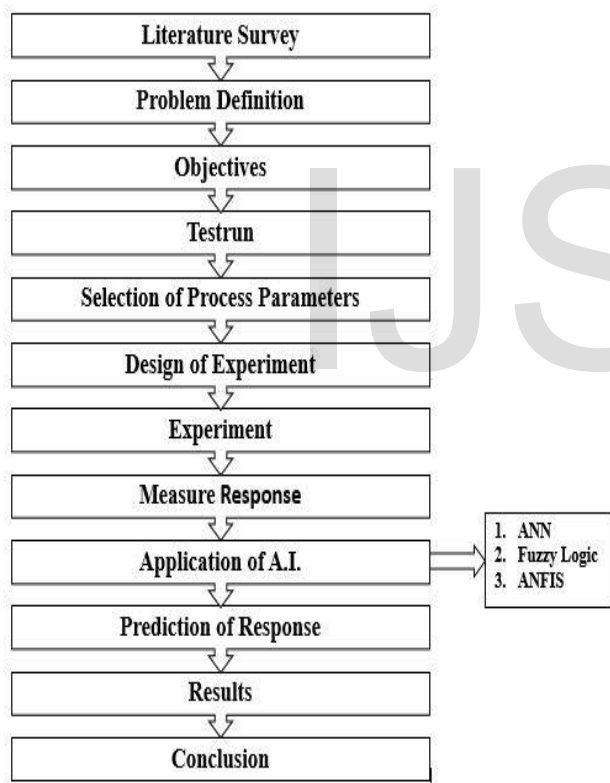 Literature Survey
Problem Definition
Objectives
Testrun
Selection of Process Parameters
Design of Experiment
Experiment
Measure Response
Application of A.I.
1. ANN
2. Fuzzy Logic
3. ANFIS
Prediction of Response
Results
Conclusion
IJS